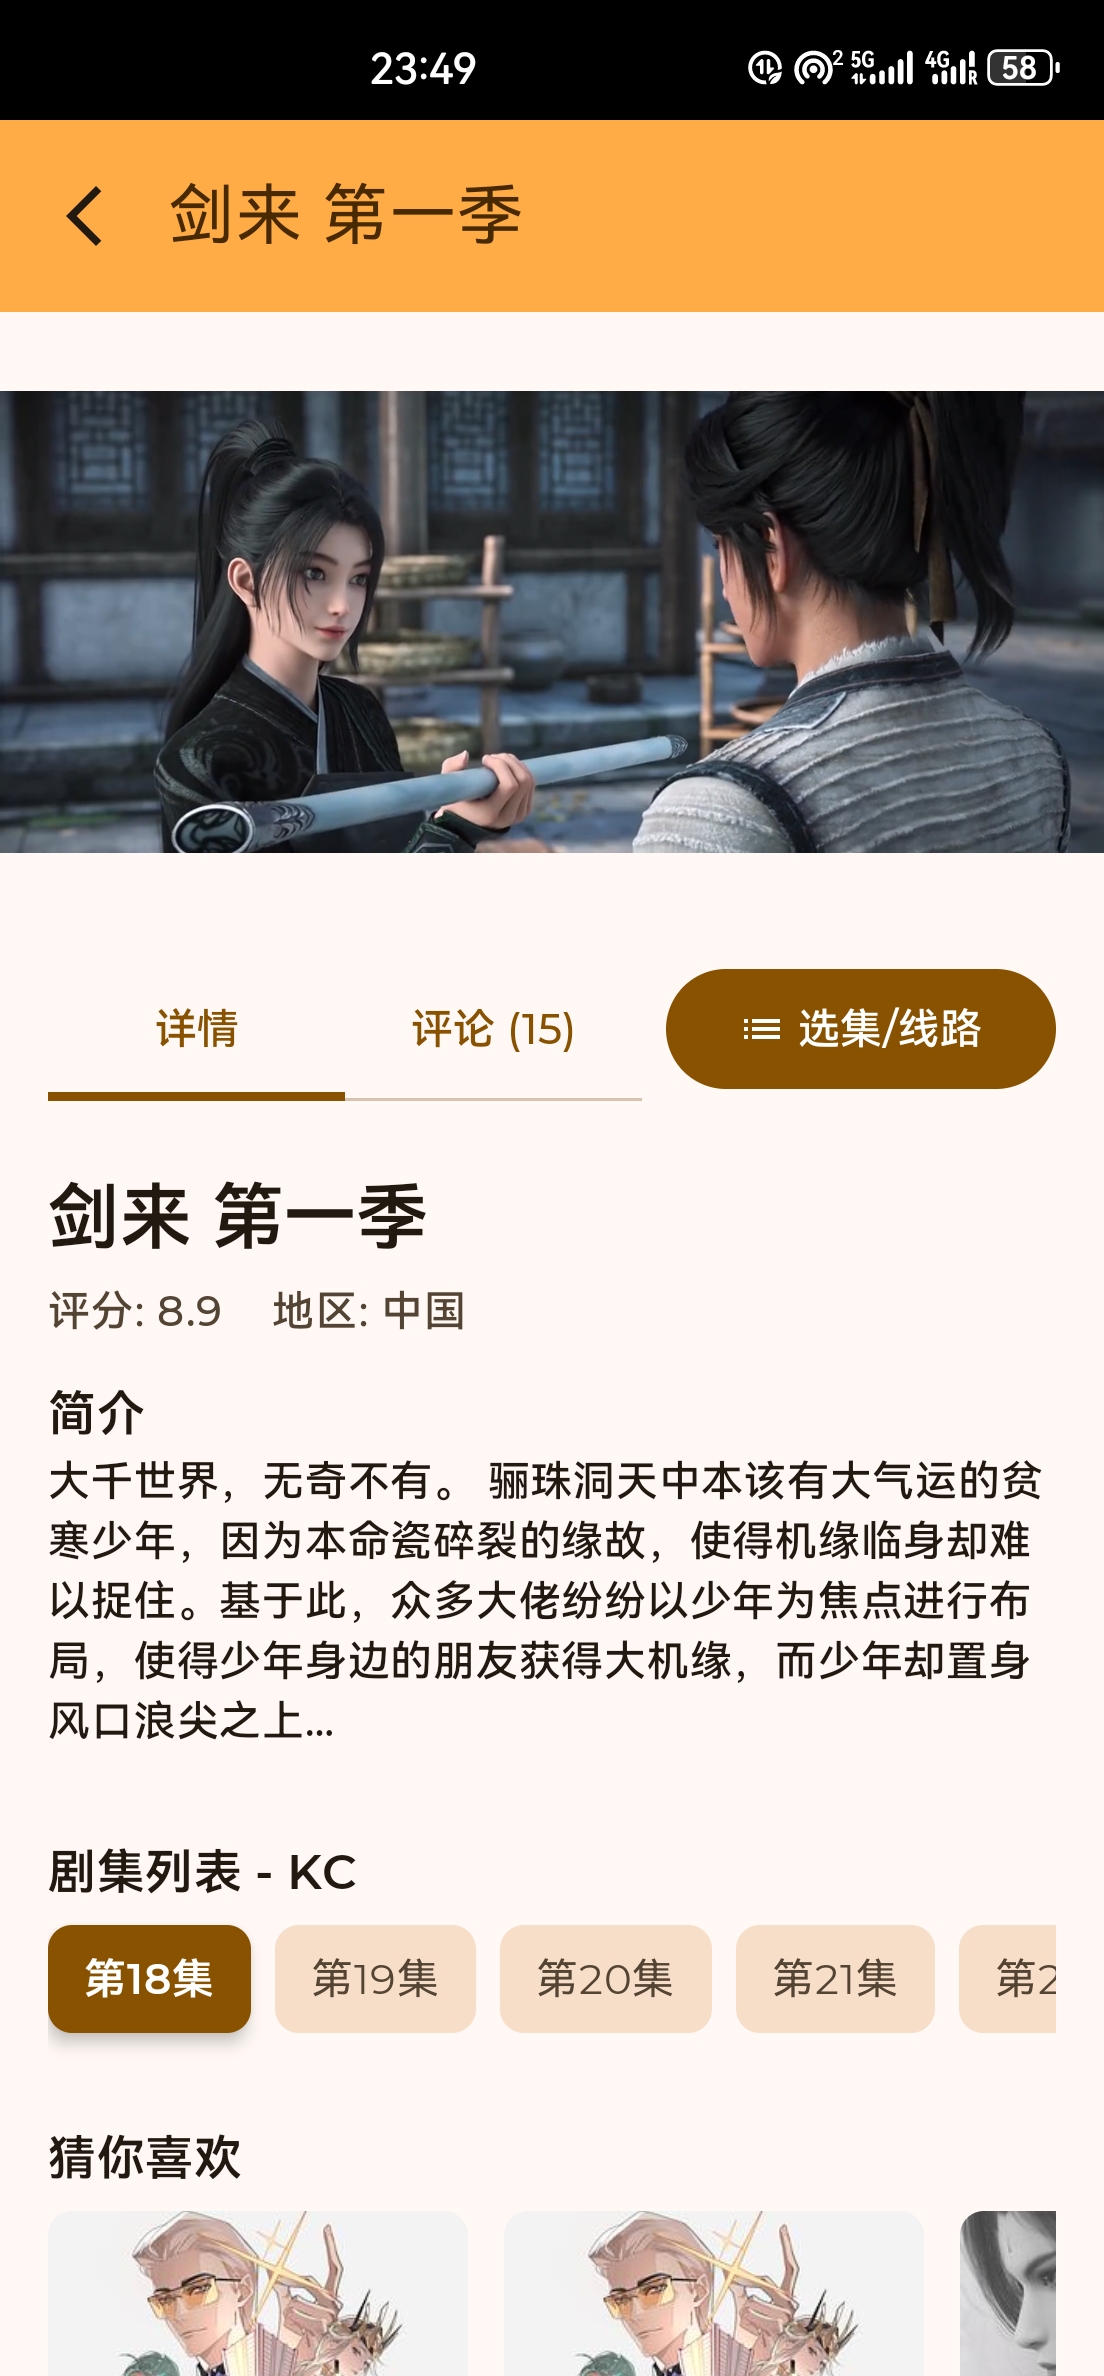 23:49
2 5G 4G R 58
剑来 第一季
详情
评论 (15)
选集/线路
剑来 第一季
评分: 8.9 地区: 中国
简介
大千世界，无奇不有。 骊珠洞天中本该有大气运的贫
寒少年，因为本命瓷碎裂的缘故，使得机缘临身却难
以捉住。基于此，众多大佬纷纷以少年为焦点进行布
局，使得少年身边的朋友获得大机缘，而少年却置身
风口浪尖之上...
剧集列表 - KC
第18集
第19集
第20集
第21集
第2
猜你喜欢